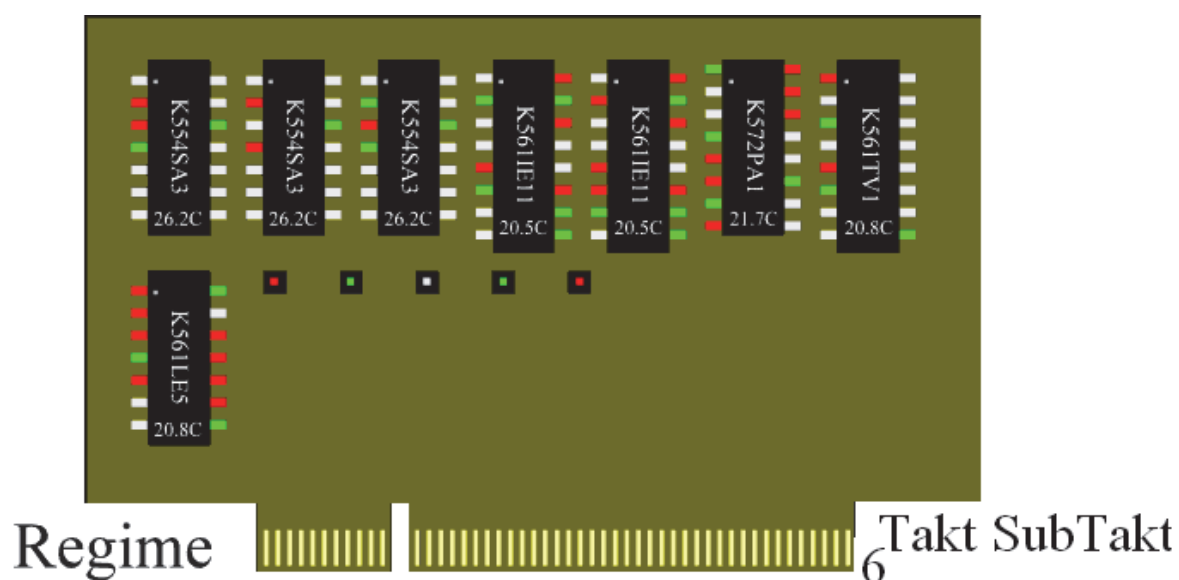 K554SA3
26.2C
K554SA3
26.2C
K554SA3
26.2C
K561IE11
20.5C
K561IE11
20.5C
K572PA1
21.7C
K561TV1
20.8C
K561LE5
20.8C
Regime
Takt SubTakt
6